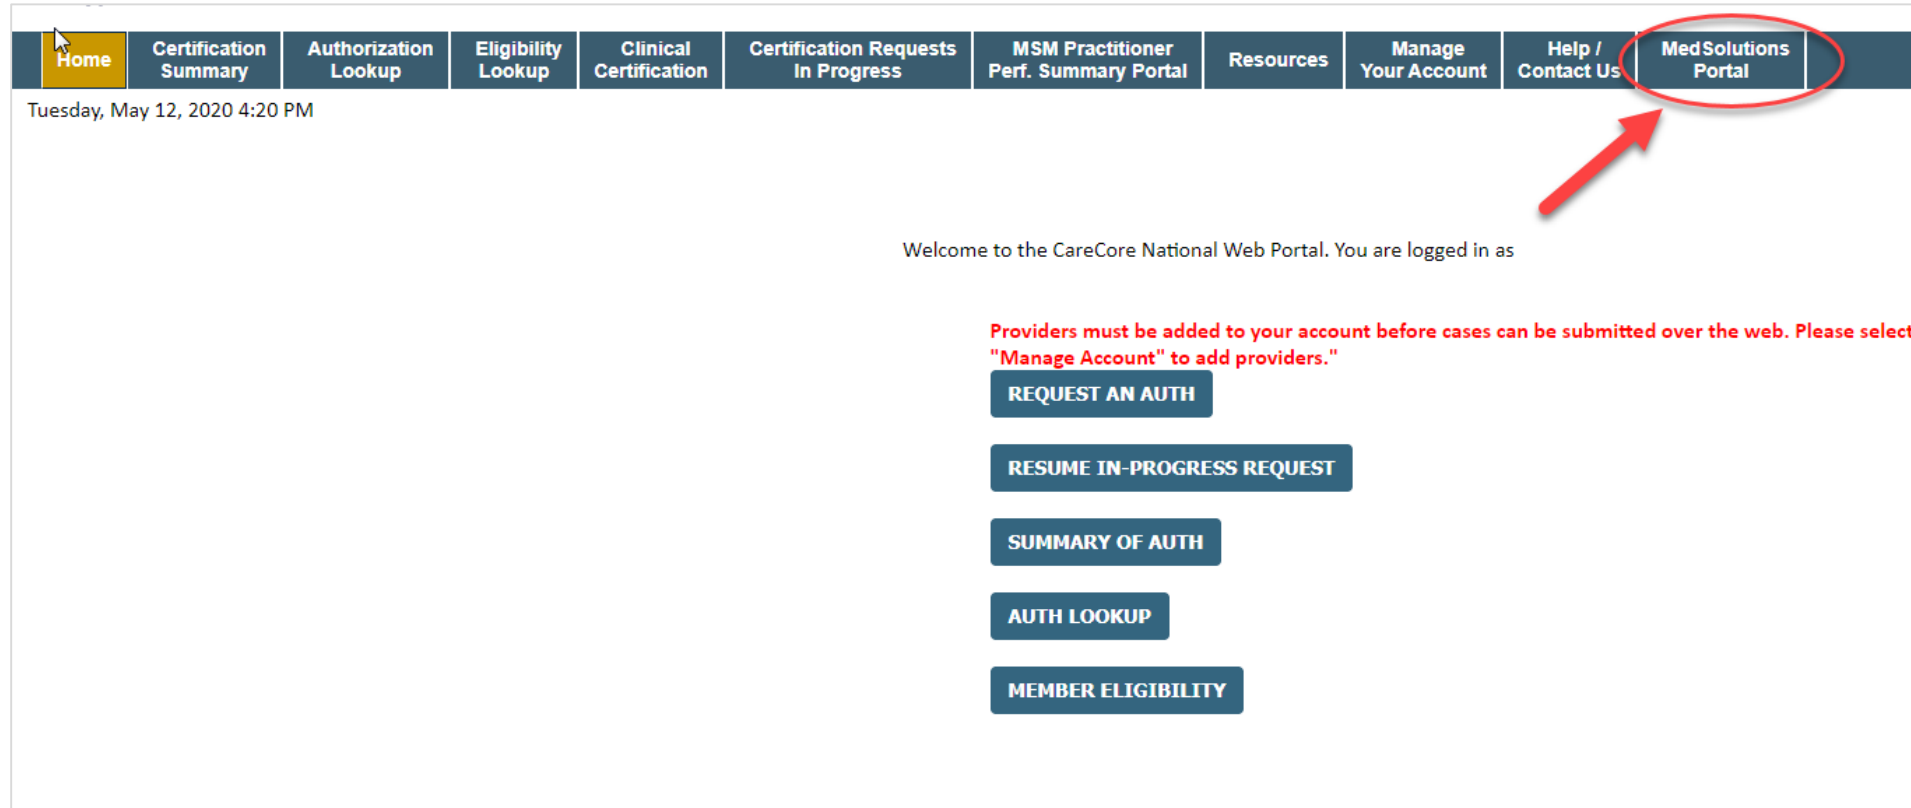 Home
Certification Summary
Authorization Lookup
Eligibility Lookup
Clinical Certification
Certification Requests In Progress
MSM Practitioner Perf. Summary Portal
Resources
Manage Your Account
Help / Contact Us
MedSolutions Portal
Tuesday, May 12, 2020 4:20 PM
Welcome to the CareCore National Web Portal. You are logged in as
Providers must be added to your account before cases can be submitted over the web. Please select
"Manage Account" to add providers."
REQUEST AN AUTH
RESUME IN-PROGRESS REQUEST
SUMMARY OF AUTH
AUTH LOOKUP
MEMBER ELIGIBILITY